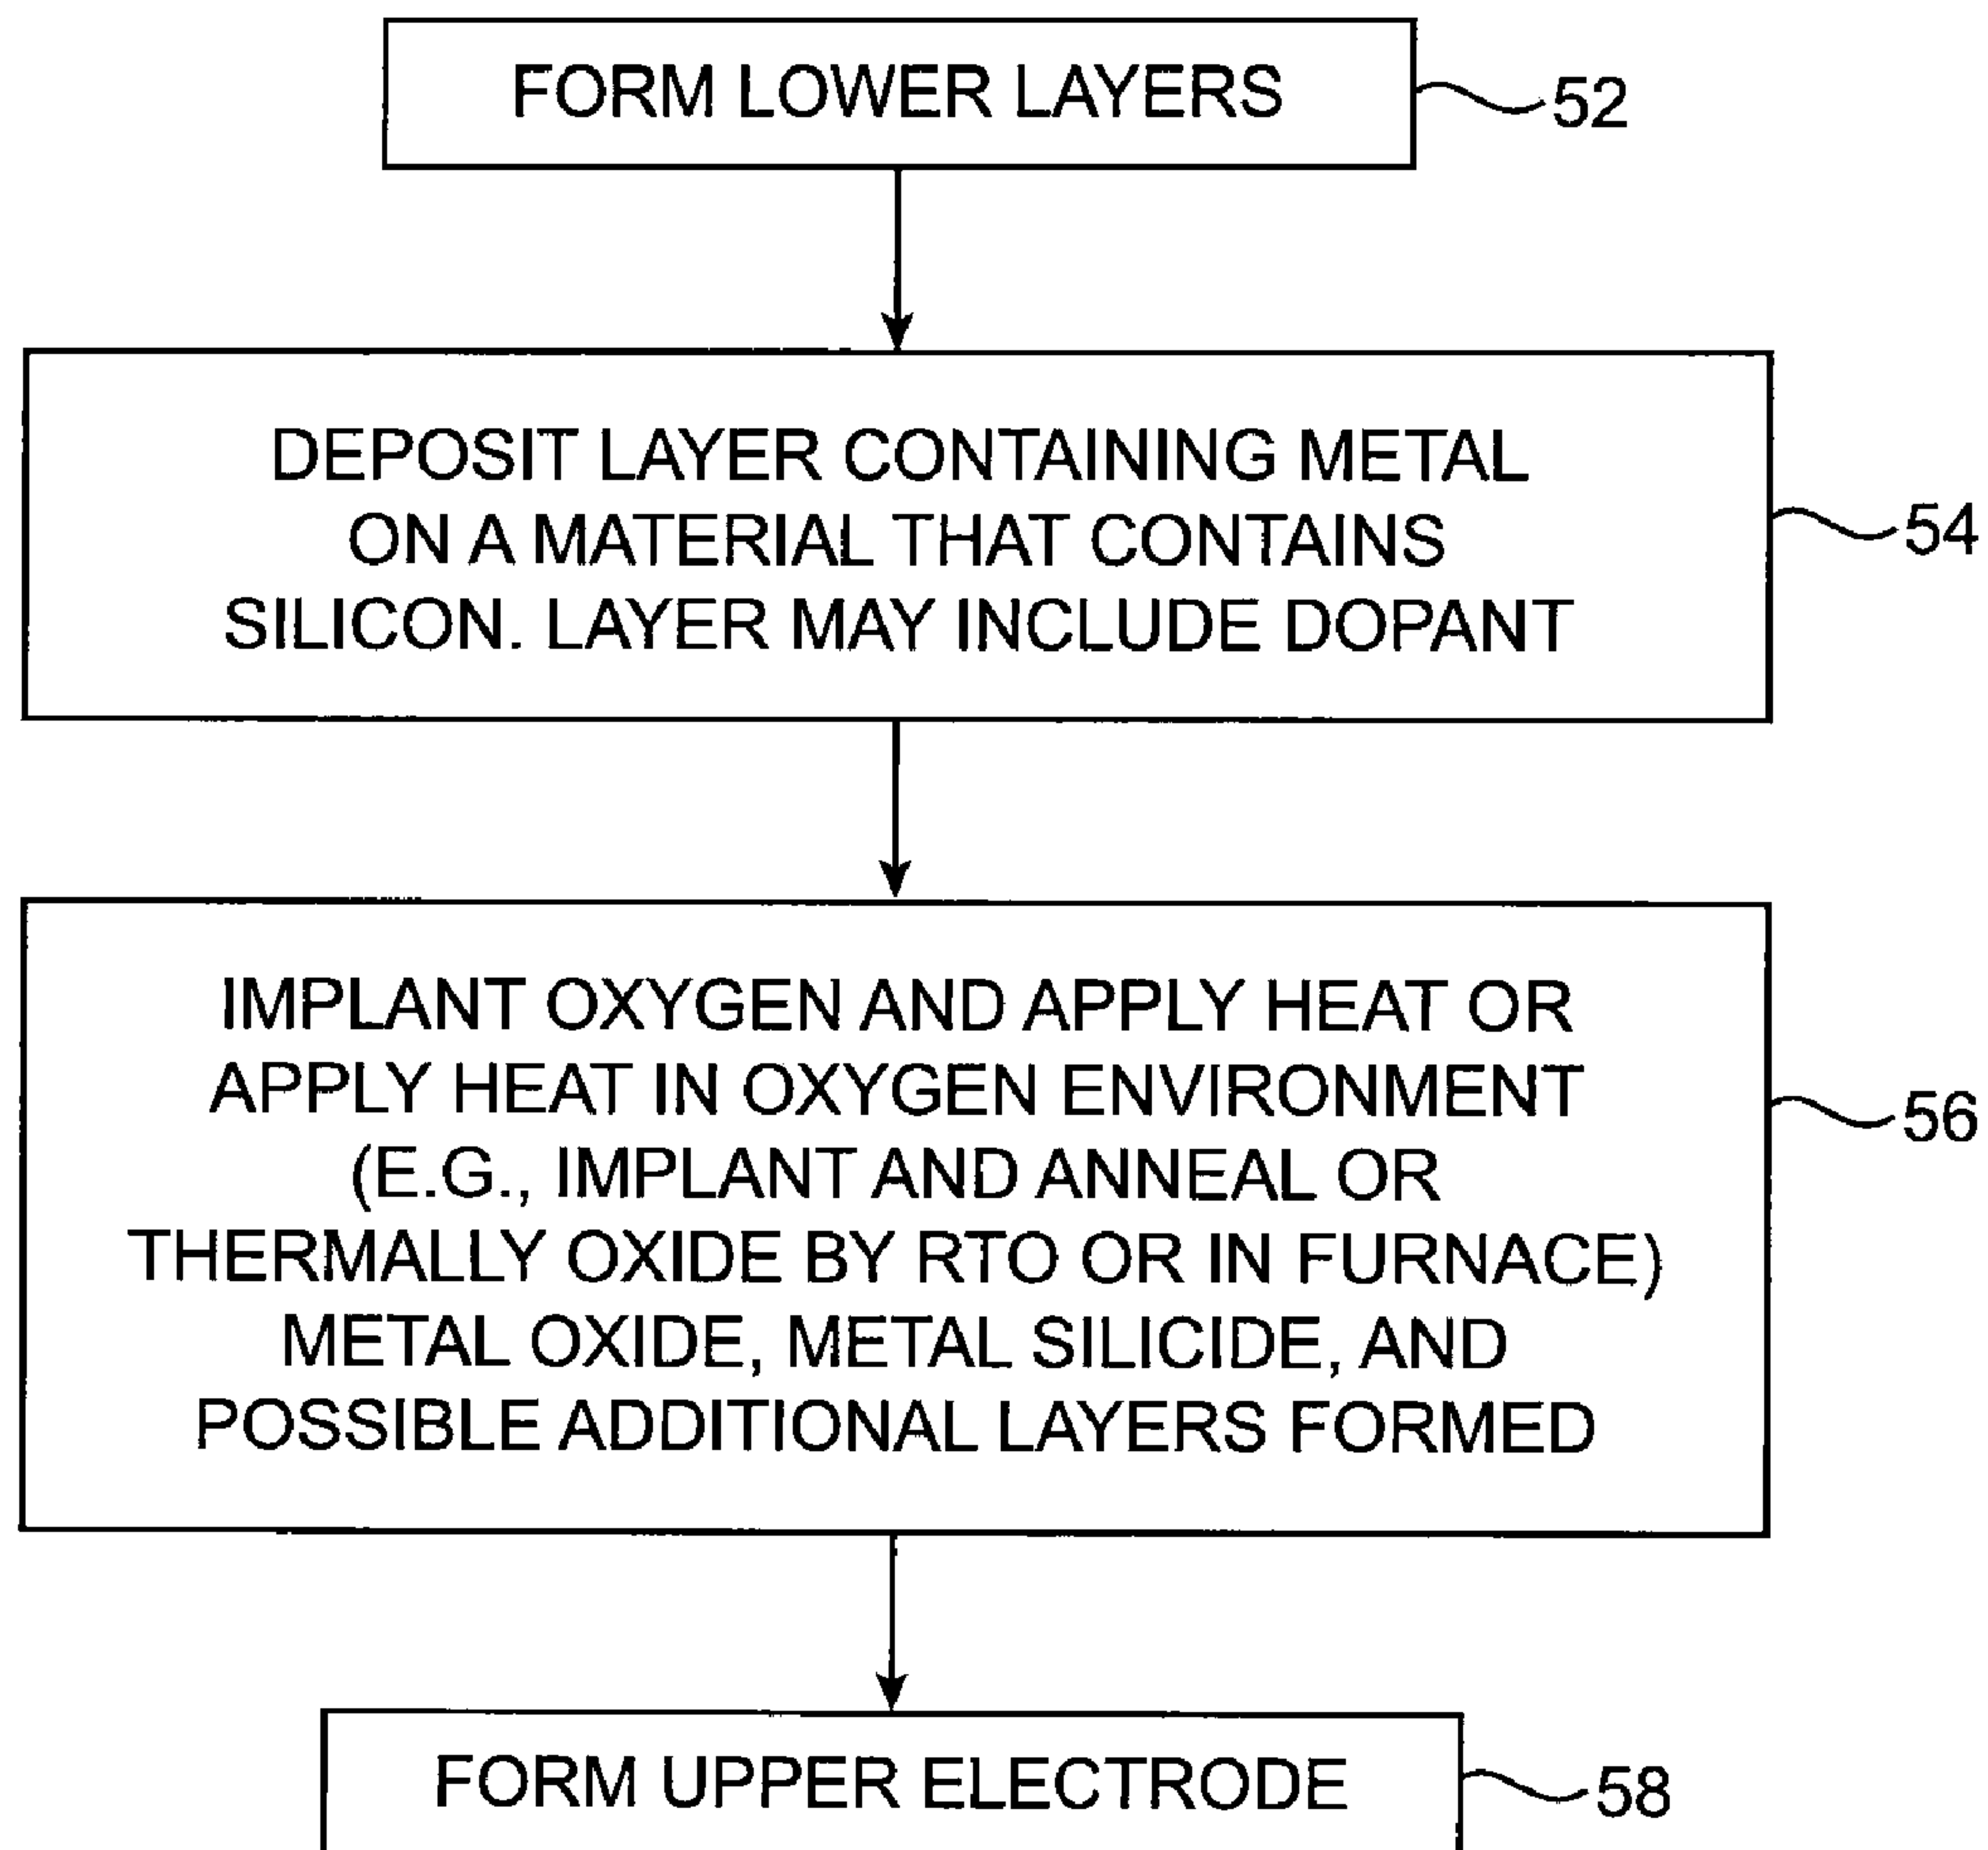 FORM LOWER LAYERS
52
DEPOSIT LAYER CONTAINING METAL
ON A MATERIAL THAT CONTAINS
SILICON. LAYER MAY INCLUDE DOPANT
54
IMPLANT OXYGEN AND APPLY HEAT OR
APPLY HEAT IN OXYGEN ENVIRONMENT
(E.G., IMPLANT AND ANNEAL OR
THERMALLY OXIDE BY RTO OR IN FURNACE)
METAL OXIDE, METAL SILICIDE, AND
POSSIBLE ADDITIONAL LAYERS FORMED
56
FORM UPPER ELECTRODE
58